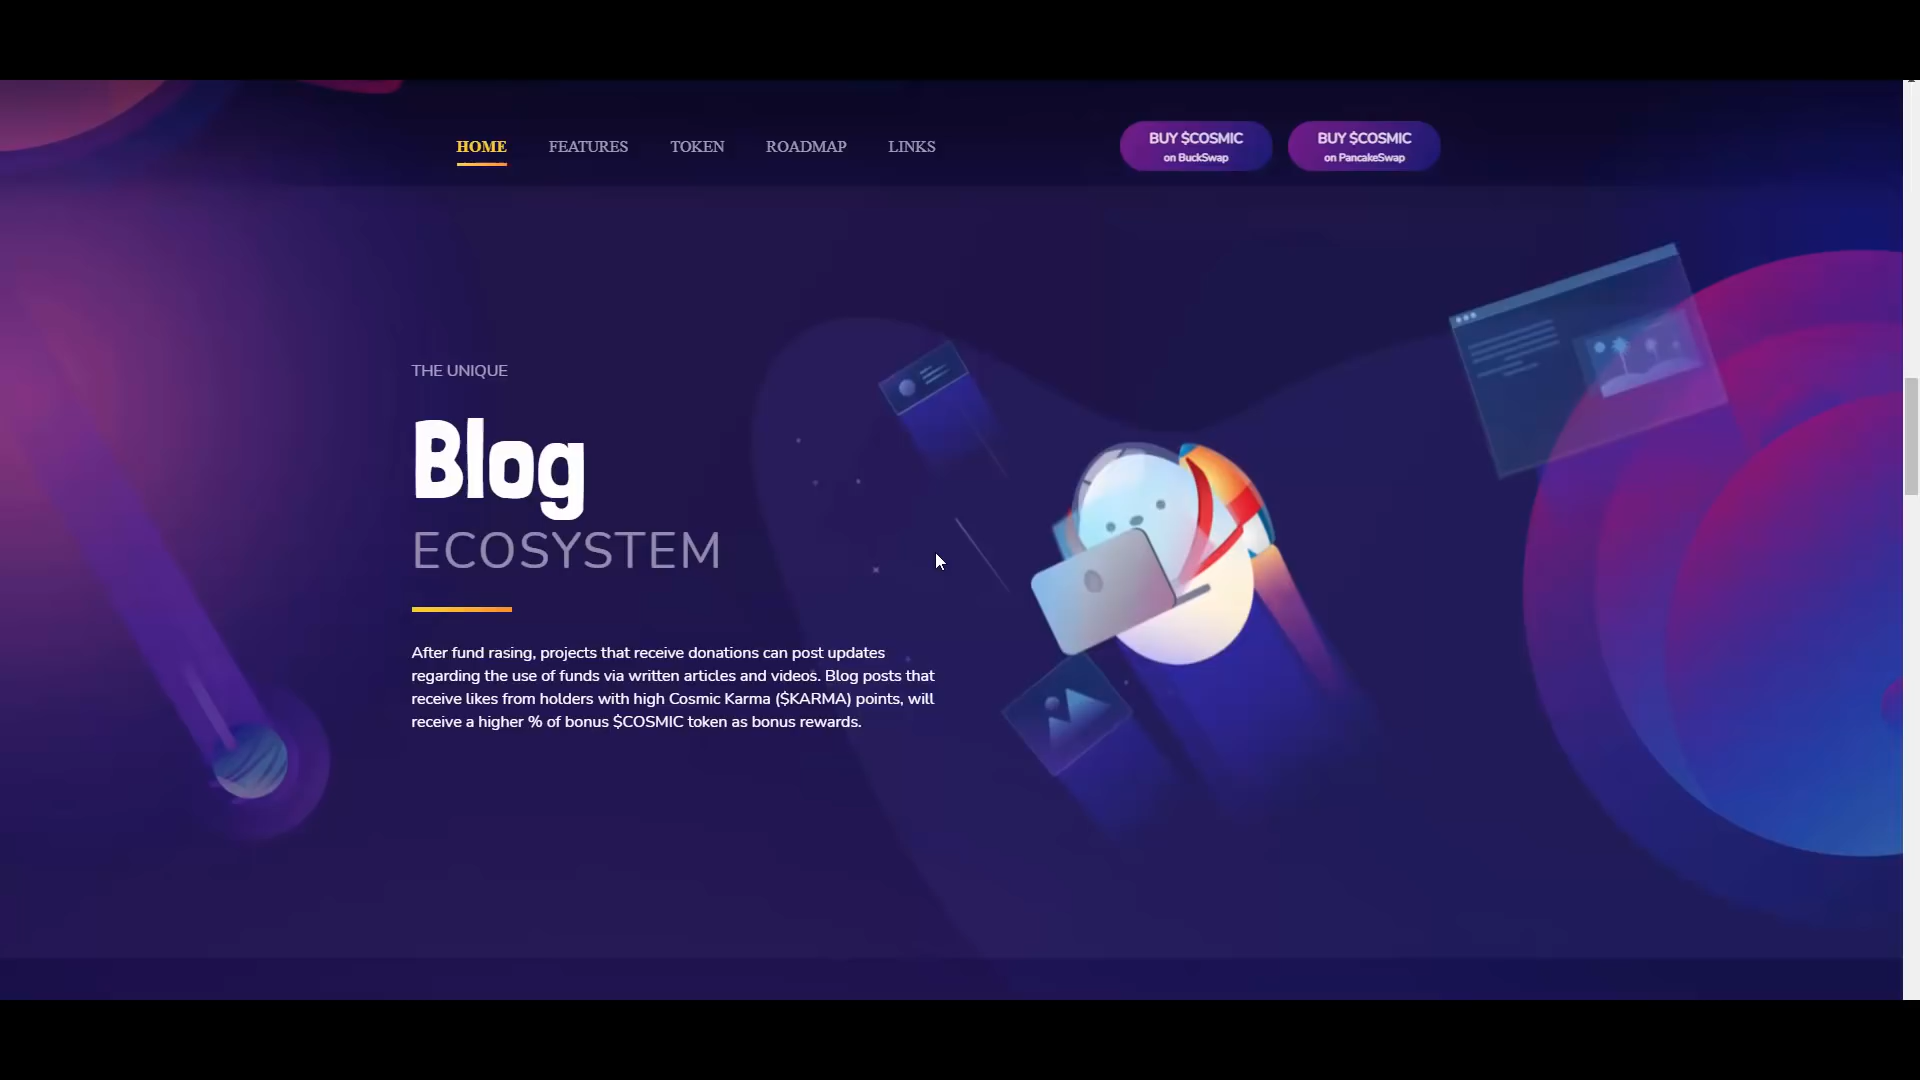 HOME FEATURES TOKEN ROADMAP LINKS
BUY $COSMIC
on BuckSwap
BUY $COSMIC
on PancakeSwap
THE UNIQUE
Blog
ECOSYSTEM
After fund rasing, projects that receive donations can post updates
regarding the use of funds via written articles and videos. Blog posts that
receive likes from holders with high Cosmic Karma ($KARMA) points, will
receive a higher % of bonus $COSMIC token as bonus rewards.